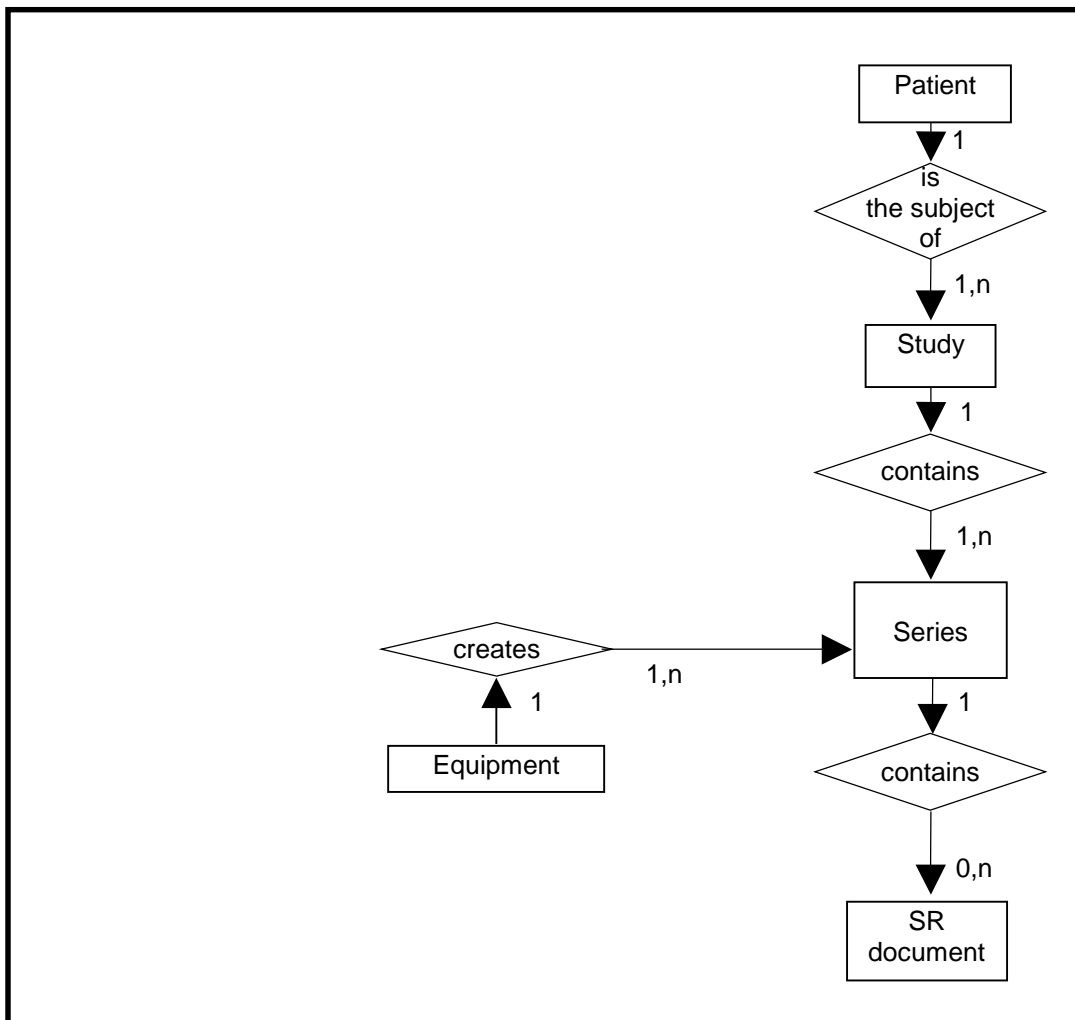 Patient
1
is
the subject
of
1,n
Study
1
contains
1,n
Series
creates
1,n
1
Equipment
1
contains
0,n
SR
document